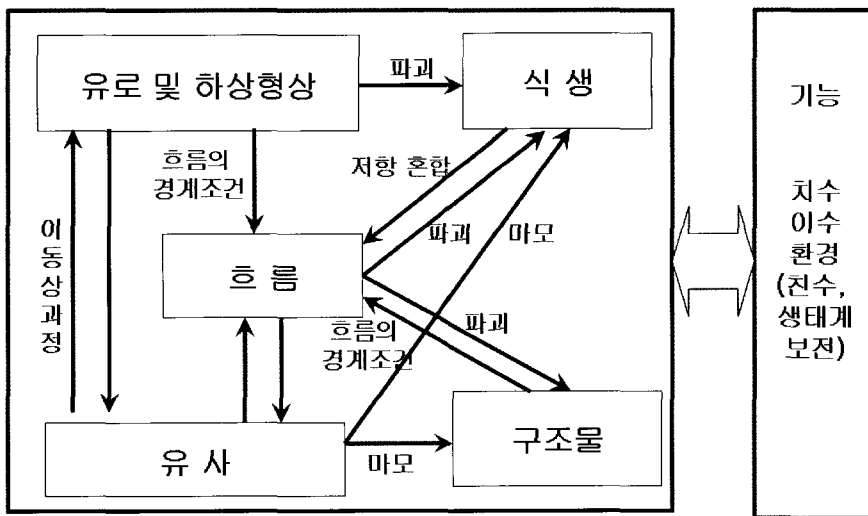 유로 및 하상형상
파괴
식 생
흐름의
경계조건
저항 혼합
이
동
상
과
정
흐 름
파괴
마모
흐름의
경계조건
파괴
유 사
마모
구조물
기능
치수
이수
환경
(친수,
생태계
보전)